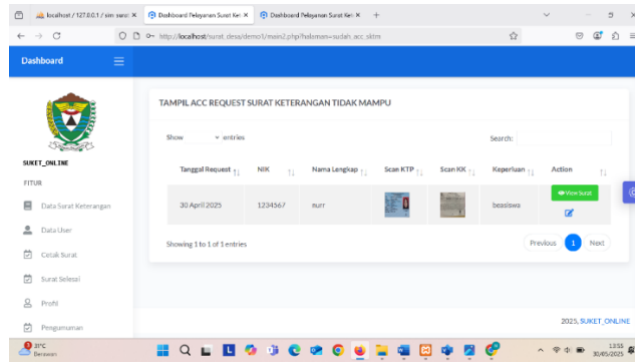 localhost / 127.0.0.1 / sim surat
Dashboard Pelayanan Surat Ket
Dashboard Pelayanan Surat Ket
http://localhost/surat_desa/demo1/main2.php?halaman=sudah_acc_sktm
Dashboard
TAMPIL ACC REQUEST SURAT KETERANGAN TIDAK MAMPU
Show entries
Search:
SUKET_ONLINE
FITUR
Tanggal Request NIK Nama Lengkap Scan KTP Scan KK Keperluan Action
30 April 2025 1234567 nurr beasiswa View Surat
Data Surat Keterangan
Data User
Showing 1 to 1 of 1 entries
Previous 1 Next
Cetak Surat
Surat Selesai
Profil
Pengumuman
2025, SUKET_ONLINE
31°C
Berawan
13:55
30/05/2025